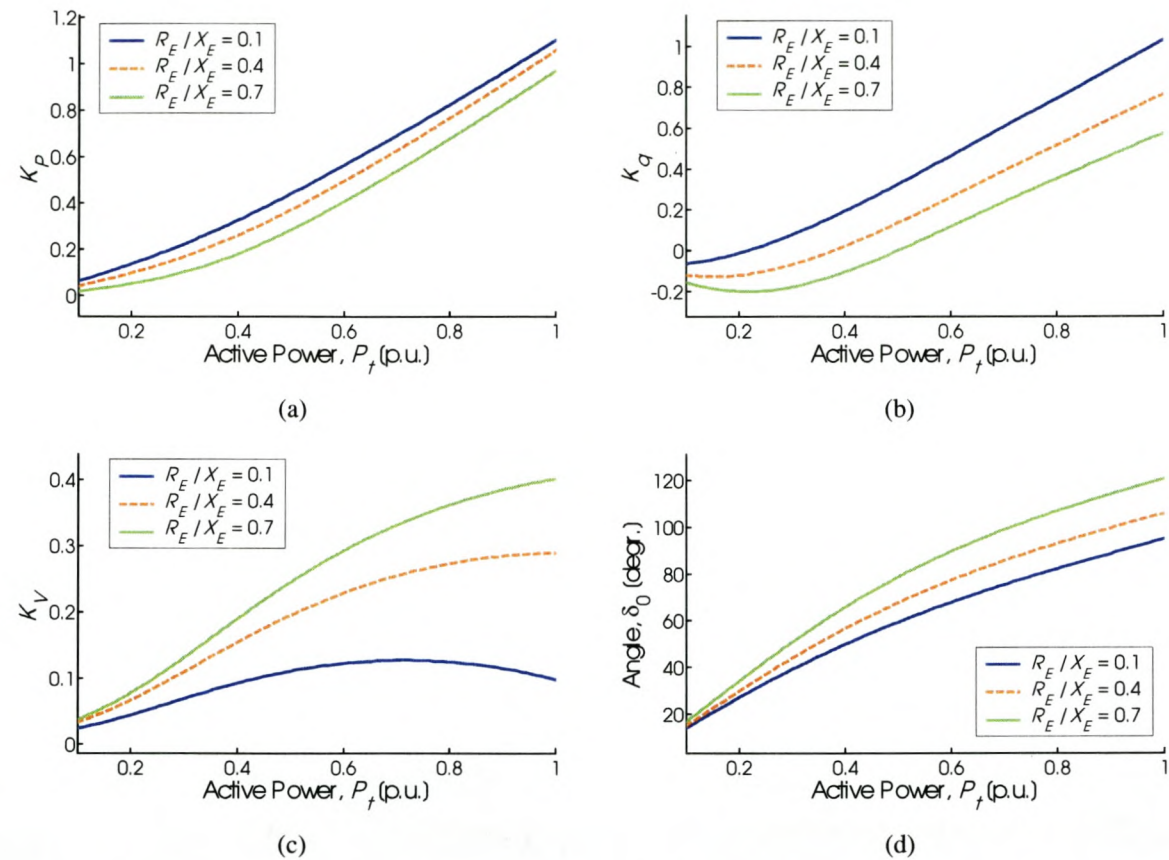 1.2
1
0.8
0.6
0.4
0.2
0
K_p
R_E / X_E = 0.1
R_E / X_E = 0.4
R_E / X_E = 0.7
0.2 0.4 0.6 0.8 1
Active Power, P_t (p.u.)
(a)
1
0.8
0.6
0.4
0.2
0
-0.2
K_q
R_E / X_E = 0.1
R_E / X_E = 0.4
R_E / X_E = 0.7
0.2 0.4 0.6 0.8 1
Active Power, P_t (p.u.)
(b)
0.4
0.3
0.2
0.1
0
K_V
R_E / X_E = 0.1
R_E / X_E = 0.4
R_E / X_E = 0.7
0.2 0.4 0.6 0.8 1
Active Power, P_t (p.u.)
(c)
120
100
80
60
40
20
Angle, δ_0 (degr.)
R_E / X_E = 0.1
R_E / X_E = 0.4
R_E / X_E = 0.7
0.2 0.4 0.6 0.8 1
Active Power, P_t (p.u.)
(d)